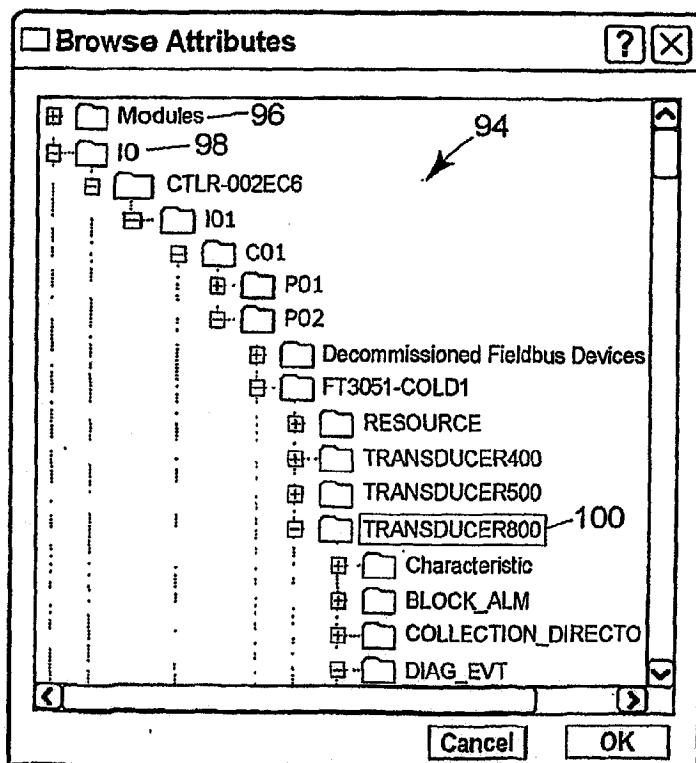 Browse Attributes ? X
Modules 96
94
IO 98
CTLR-002EC6
I01
C01
P01
P02
Decommissioned Fieldbus Devices
FT3051-COLD1
RESOURCE
TRANSDUCER400
TRANSDUCER500
TRANSDUCER800 100
Characteristic
BLOCK_ALM
COLLECTION_DIRECTO
DIAG_EVT
Cancel OK